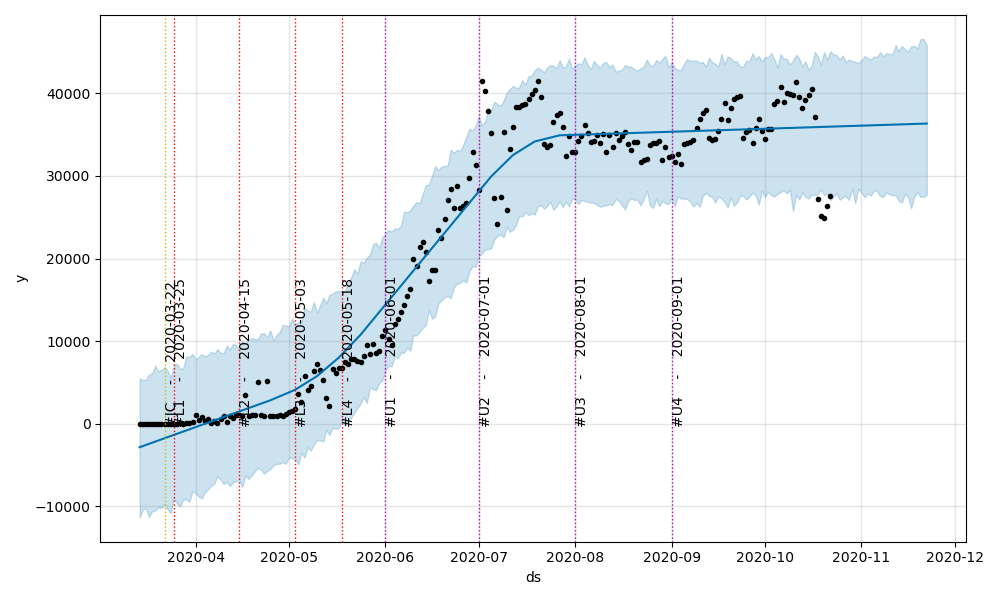 y
40000
30000
20000
10000
0
−10000
#JC - 2020-03-22
#L1 - 2020-03-25
#L2 - 2020-04-15
#L3 - 2020-05-03
#L4 - 2020-05-18
#U1 - 2020-06-01
#U2 - 2020-07-01
#U3 - 2020-08-01
#U4 - 2020-09-01
2020-04 2020-05 2020-06 2020-07 2020-08 2020-09 2020-10 2020-11 2020-12
ds